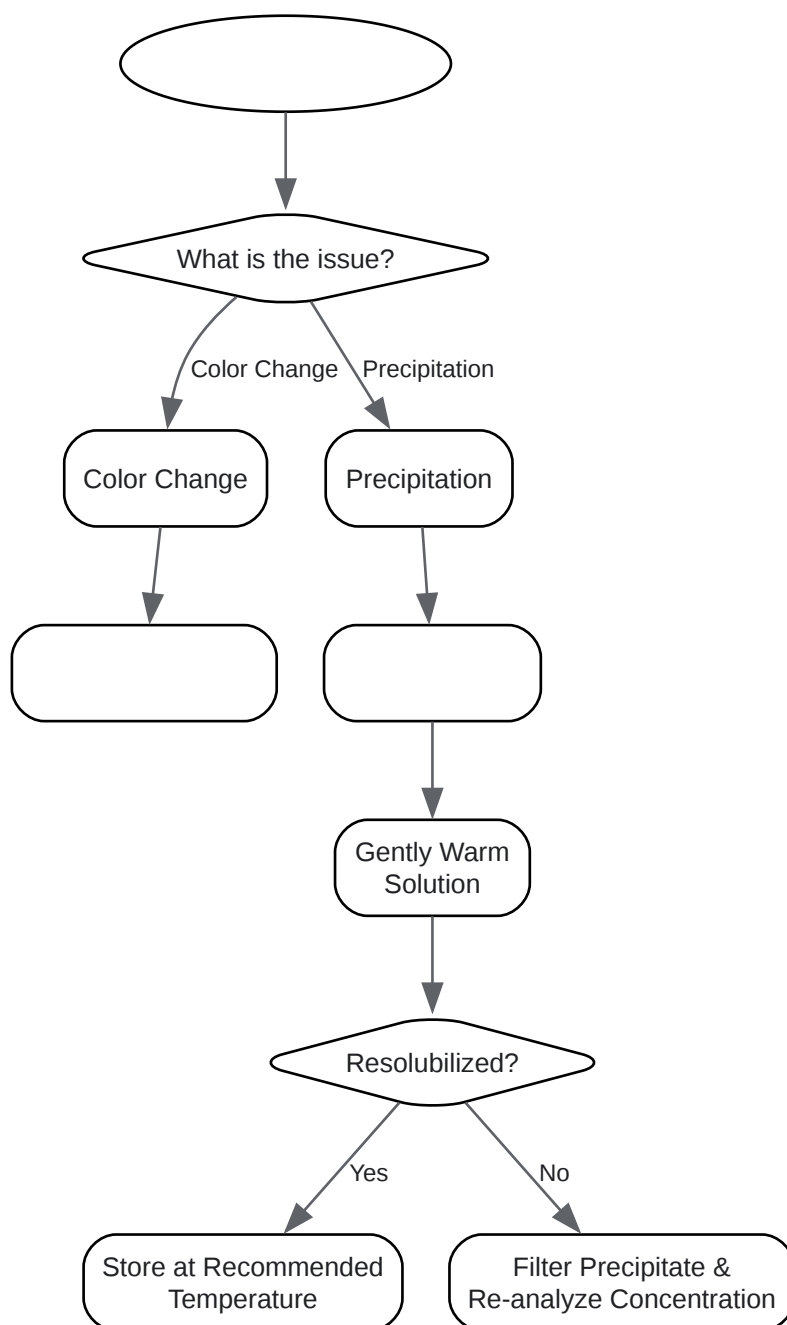 What is the issue?
Color Change
Precipitation
Color Change
Precipitation
Gently Warm
Solution
Resolubilized?
Yes
No
Store at Recommended
Temperature
Filter Precipitate &
Re-analyze Concentration